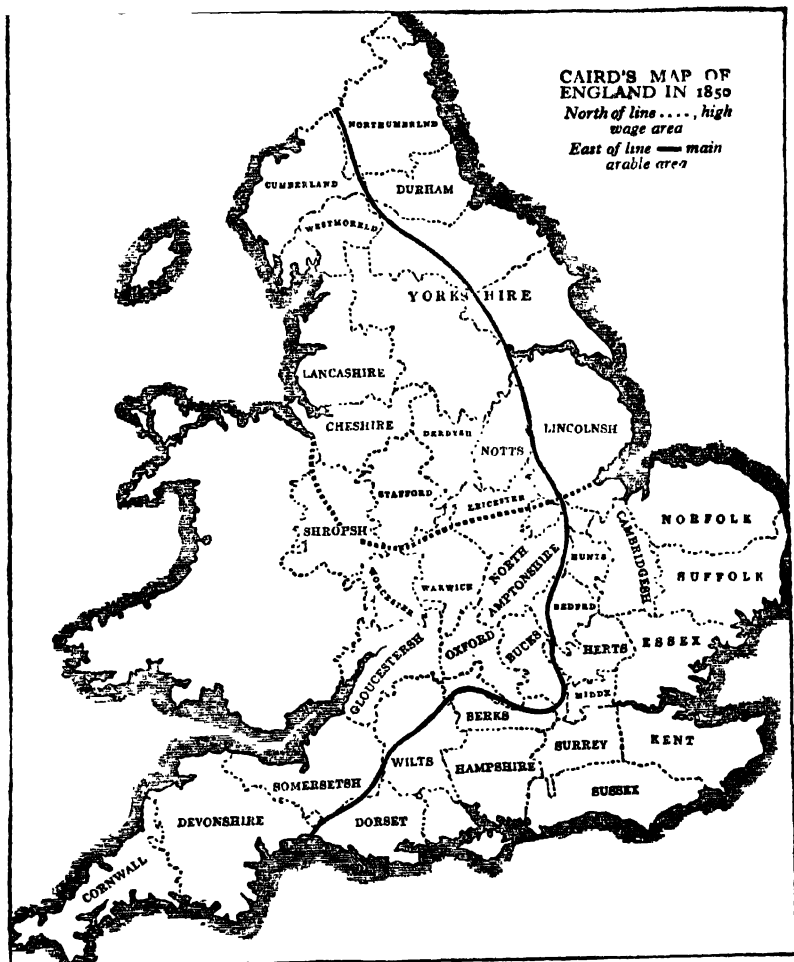 CAIRD'S MAP OF
ENGLAND IN 1850
North of line ...., high
wage area
East of line — main
arable area
NORTHUMBRLND
CUMBERLAND
DURHAM
WESTMORELD
YORKSHIRE
LANCASHIRE
CHESHIRE
DERBYSH
NOTTS
LINCOLNSH
STAFFORD
LEICESTER
SHROPSH
NORFOLK
CAMBRIDGESH
SUFFOLK
HUNTS
NORTH
AMPTONSHIRE
WARWICK
WORCESTER
BEDFORD
BUCKS
OXFORD
HERTS
ESSEX
GLOUCESTERSH
MIDDX
BERKS
SURREY
KENT
WILTS
HAMPSHIRE
SOMERSETSH
SUSSEX
DEVONSHIRE
DORSET
CORNWALL